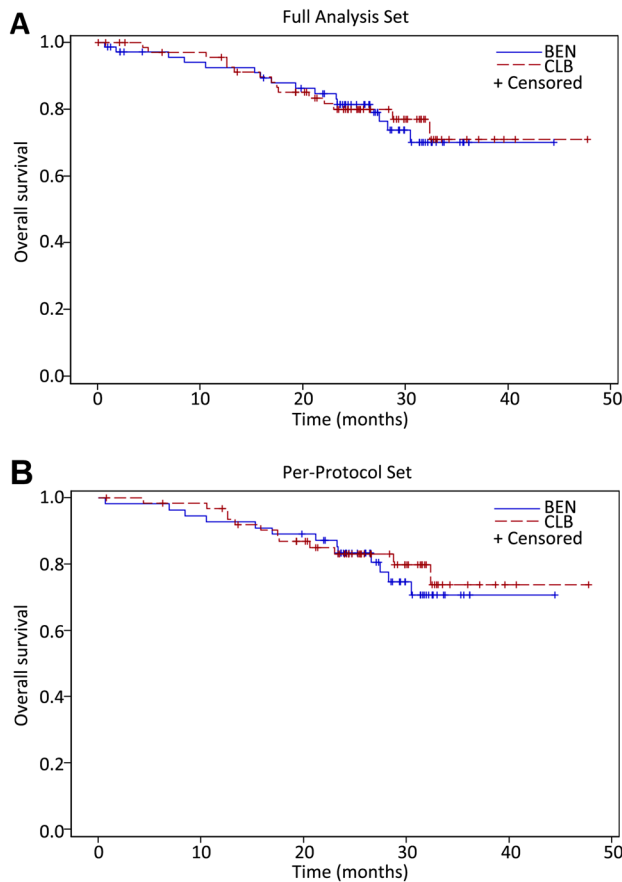 A
Full Analysis Set
BEN
CLB
+ Censored
1.0
0.8
0.6
0.4
0.2
0.0
Overall survival
0 10 20 30 40 50
Time (months)
B
Per-Protocol Set
BEN
CLB
+ Censored
1.0
0.8
0.6
0.4
0.2
0.0
Overall survival
0 10 20 30 40 50
Time (months)